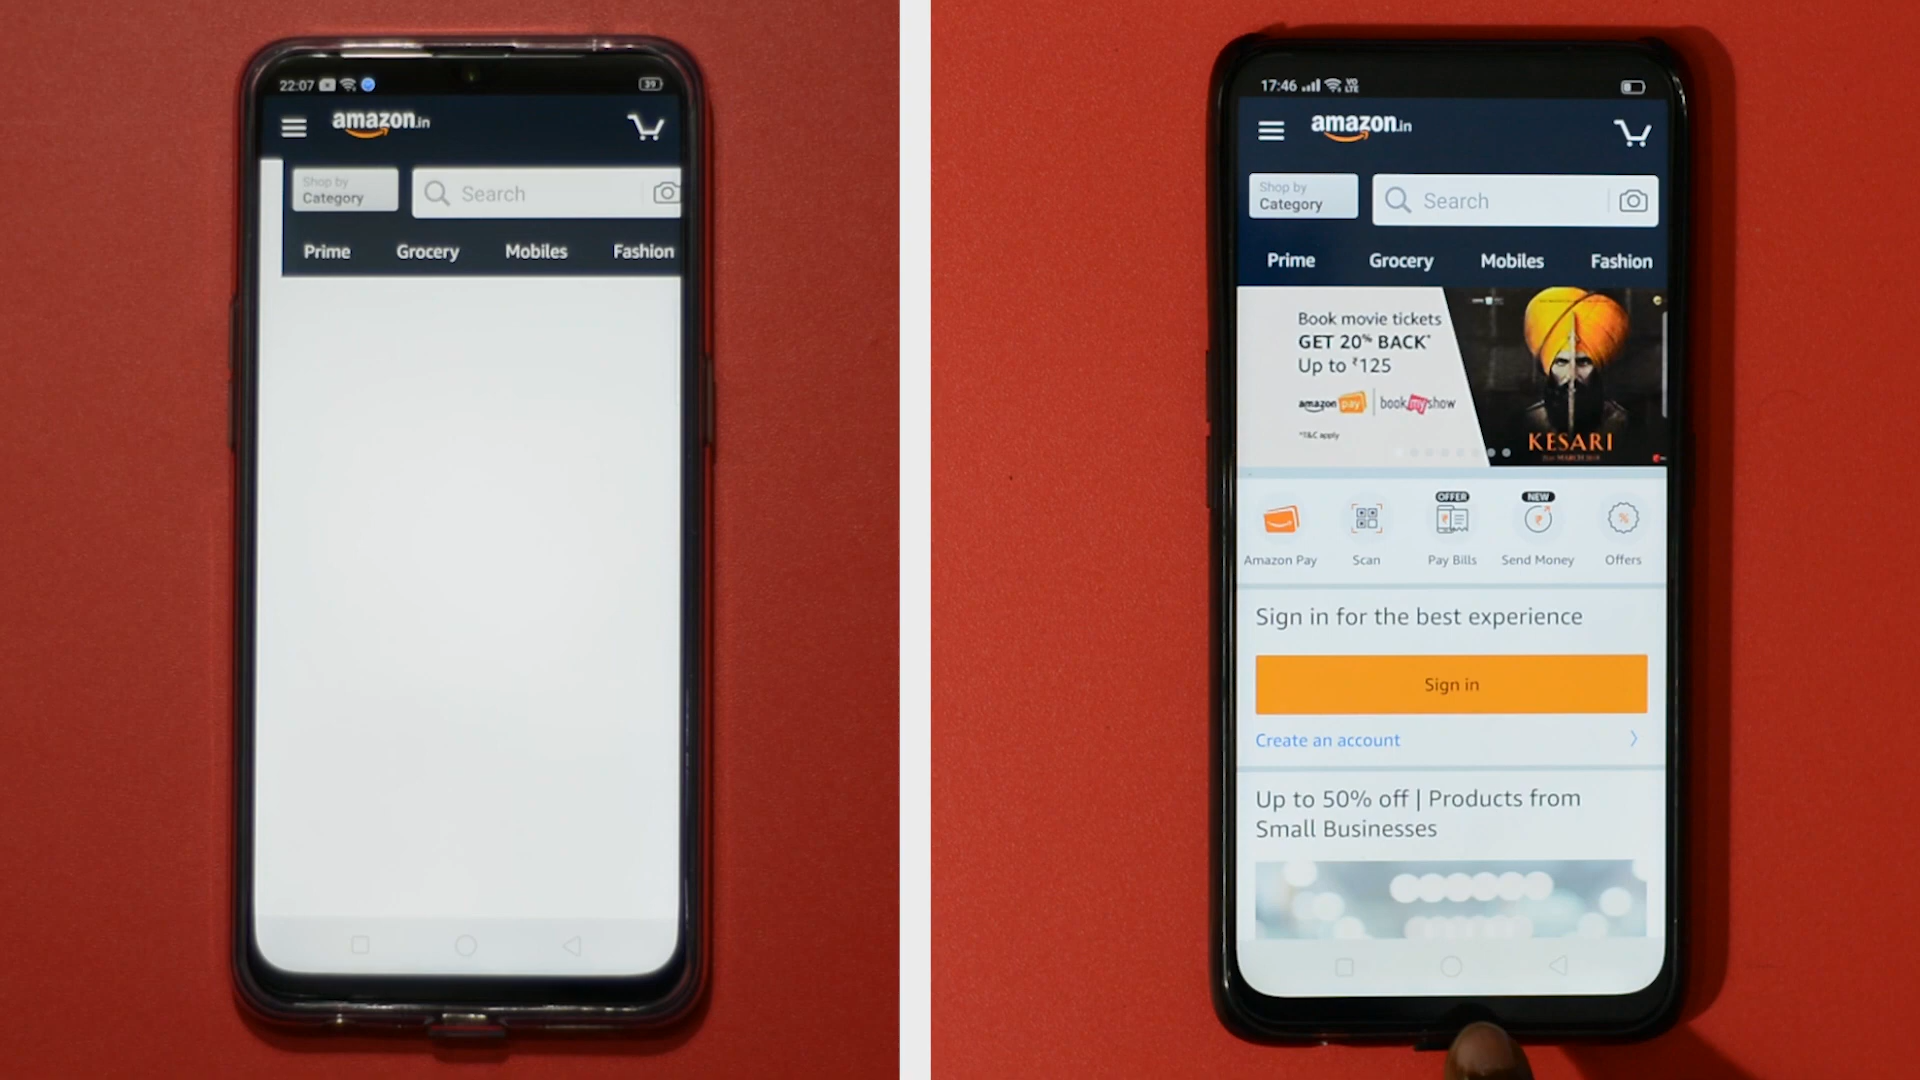 22:07
39
amazon.in
Shop by
Category
Search
Prime Grocery Mobiles Fashion
17:46 VO LTE
amazon.in
Shop by
Category
Search
Prime Grocery Mobiles Fashion
Book movie tickets
GET 20% BACK*
Up to ₹125
amazon pay book my show
*T&C apply
KESARI
OFFER NEW
Amazon Pay Scan Pay Bills Send Money Offers
Sign in for the best experience
Sign in
Create an account
Up to 50% off | Products from
Small Businesses